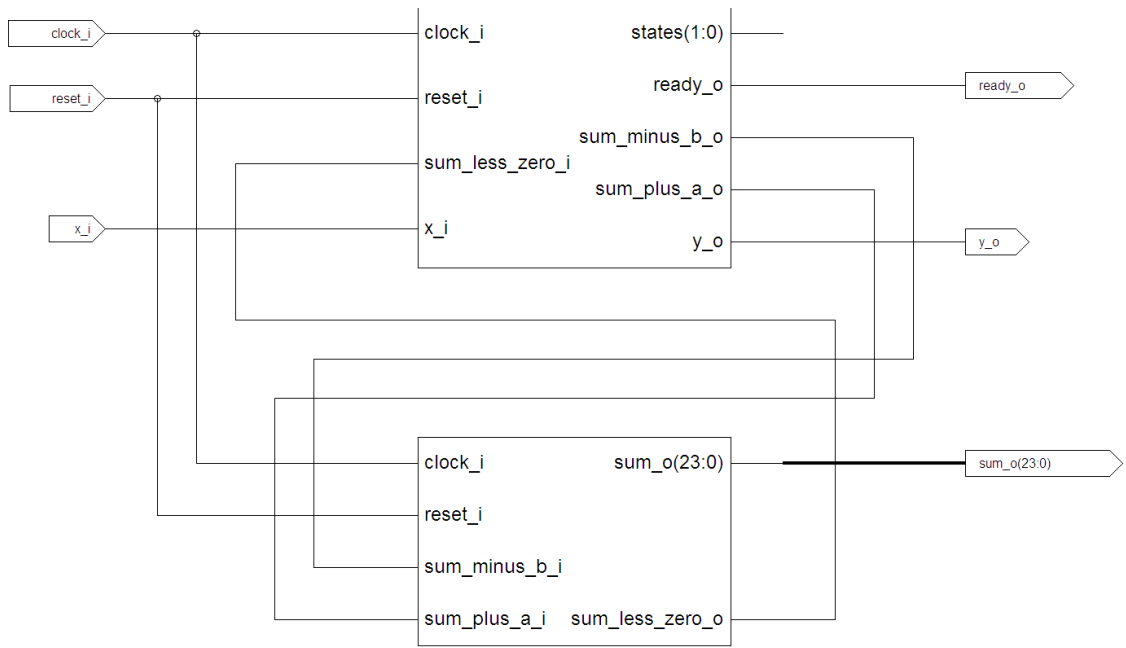 clock_i
clock_i
states(1:0)
reset_i
reset_i
ready_o
ready_o
sum_minus_b_o
sum_less_zero_i
sum_plus_a_o
x_i
x_i
y_o
y_o
clock_i
sum_o(23:0)
sum_o(23:0)
reset_i
sum_minus_b_i
sum_plus_a_i
sum_less_zero_o